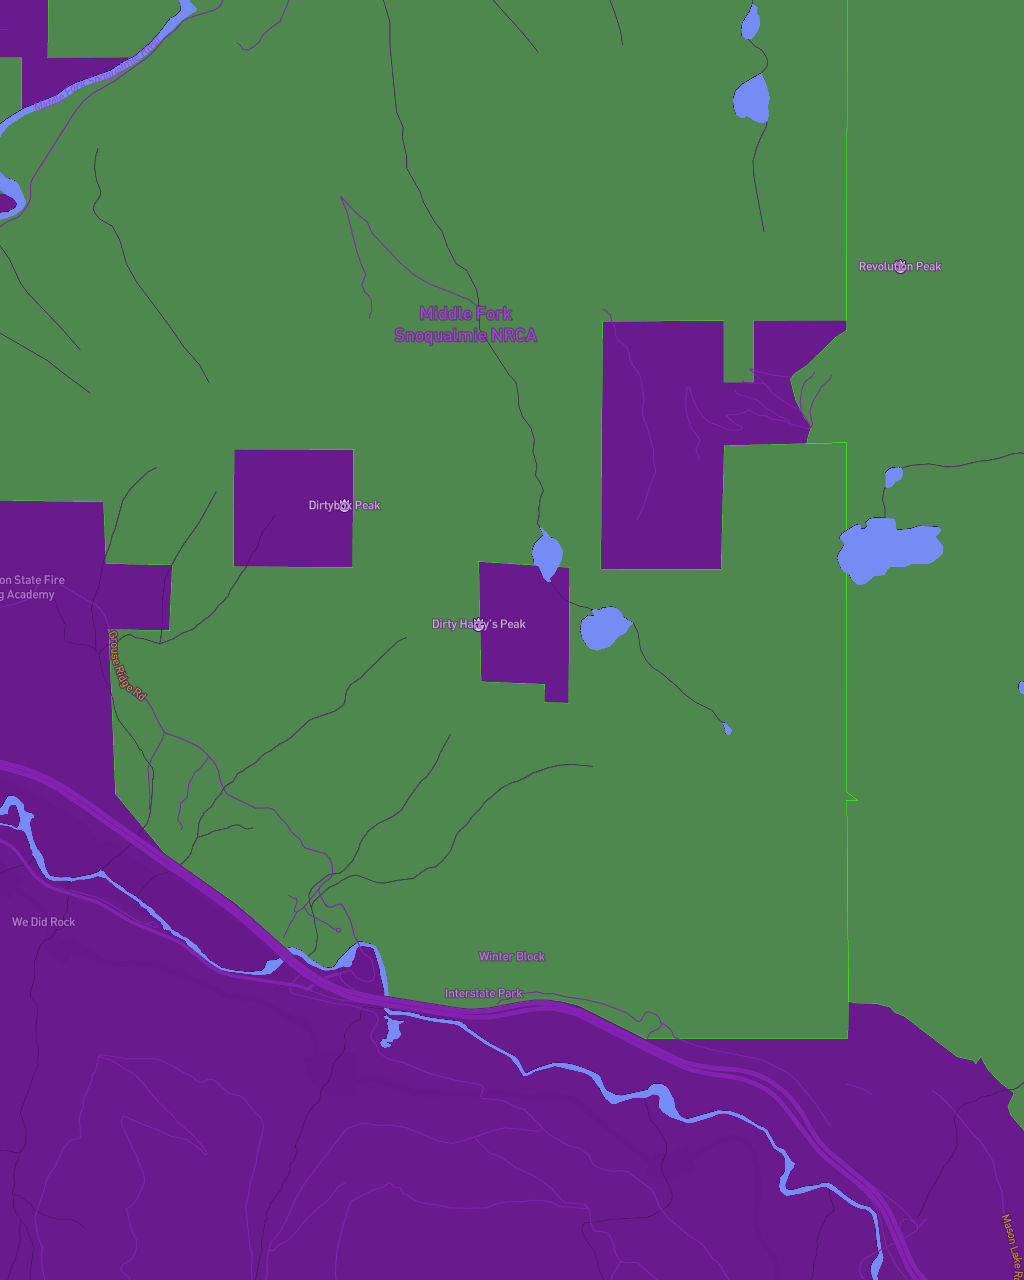 Revolution Peak
Middle Fork
Snoqualmie NRCA
Dirtybox Peak
on State Fire
g Academy
Dirty Harry's Peak
Grouse Ridge Rd
We Did Rock
Winter Block
Interstate Park
Mason Lake R